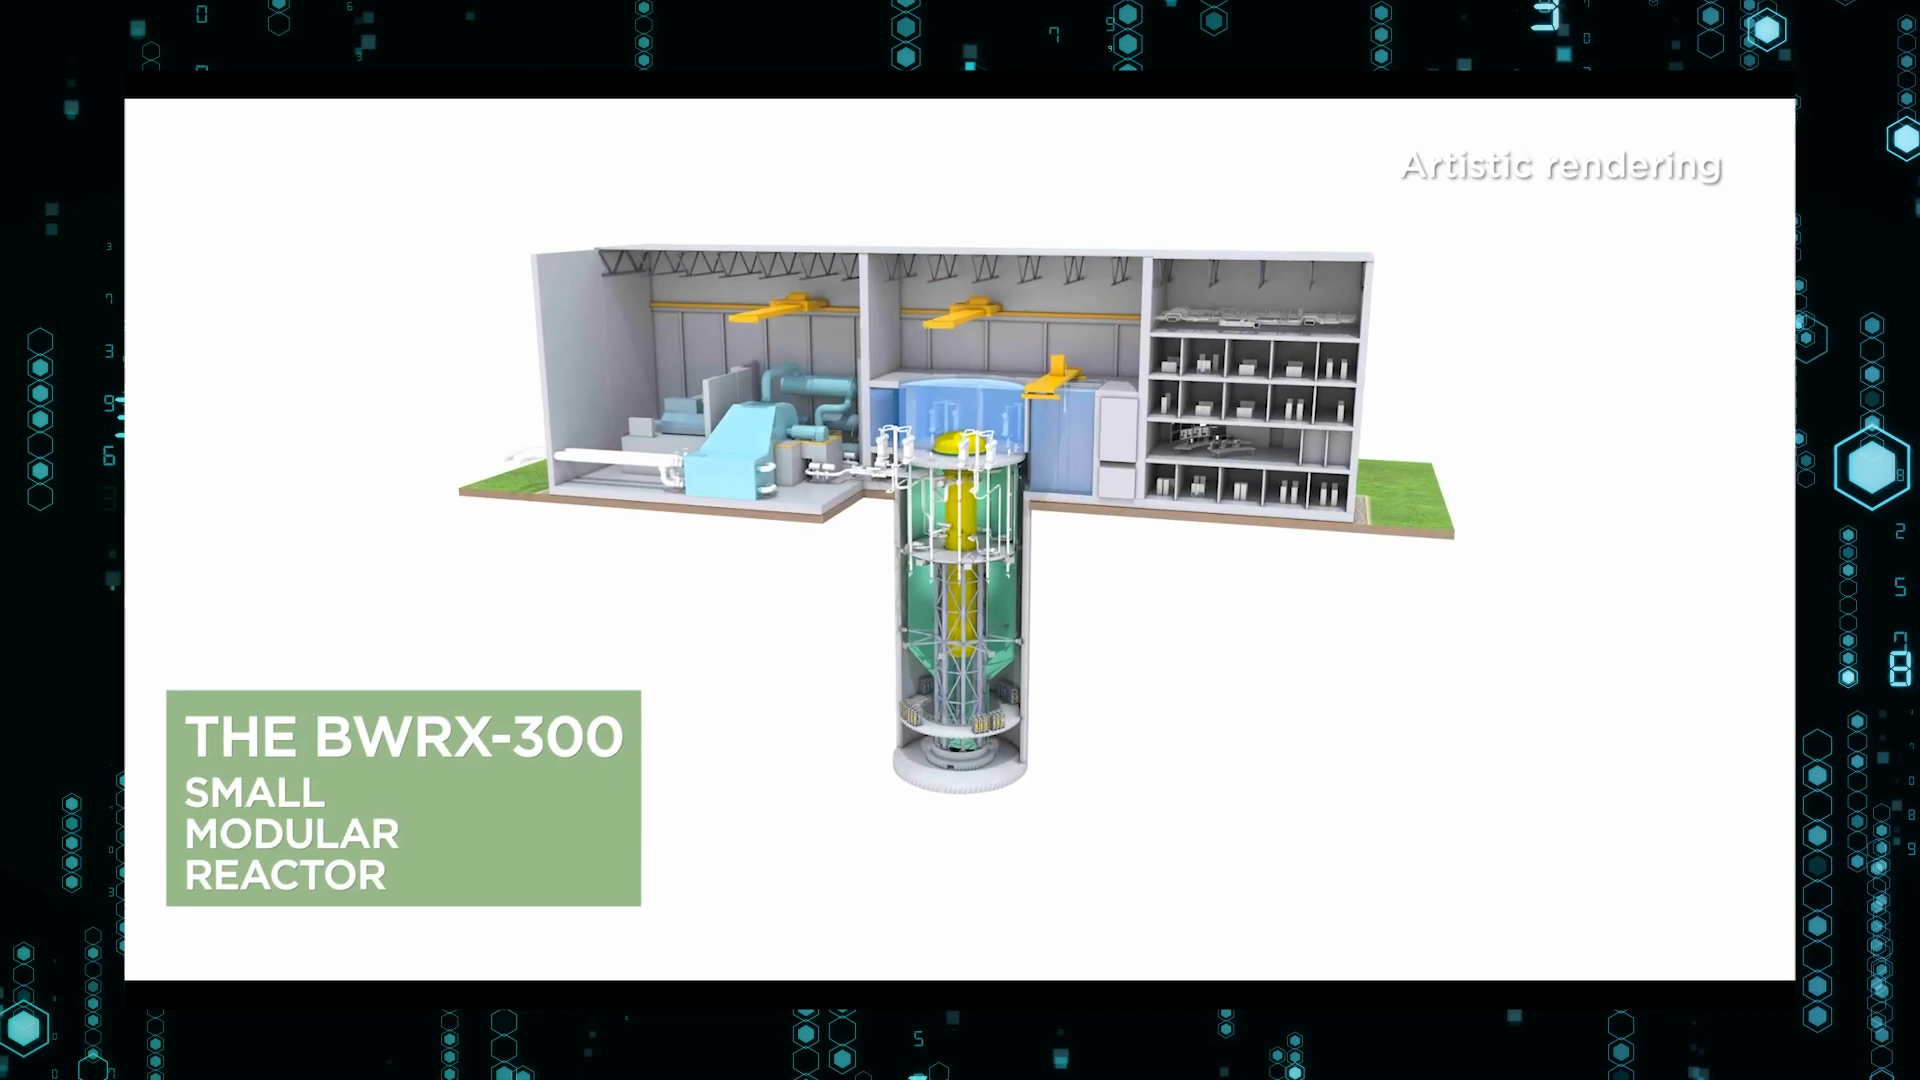 Artistic rendering
THE BWRX-300
SMALL
MODULAR
REACTOR